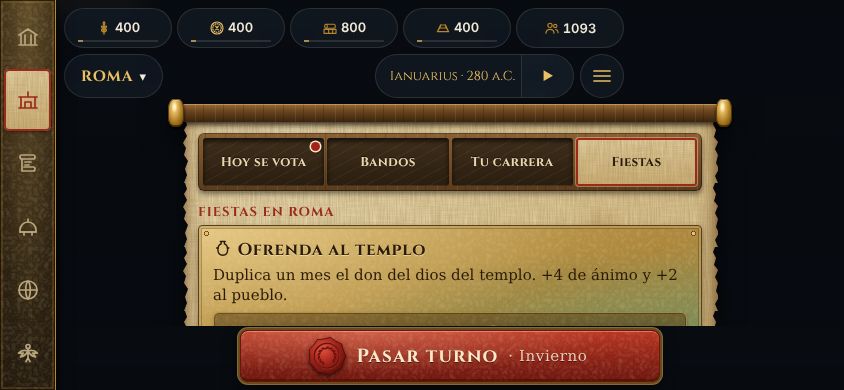 400
400
800
400
1093
ROMA ▾
Ianuarius · 280 a.C.
Hoy se vota
Bandos
Tu carrera
Fiestas
FIESTAS EN ROMA
Ofrenda al templo
Duplica un mes el don del dios del templo. +4 de ánimo y +2
al pueblo.
Pasar turno · Invierno